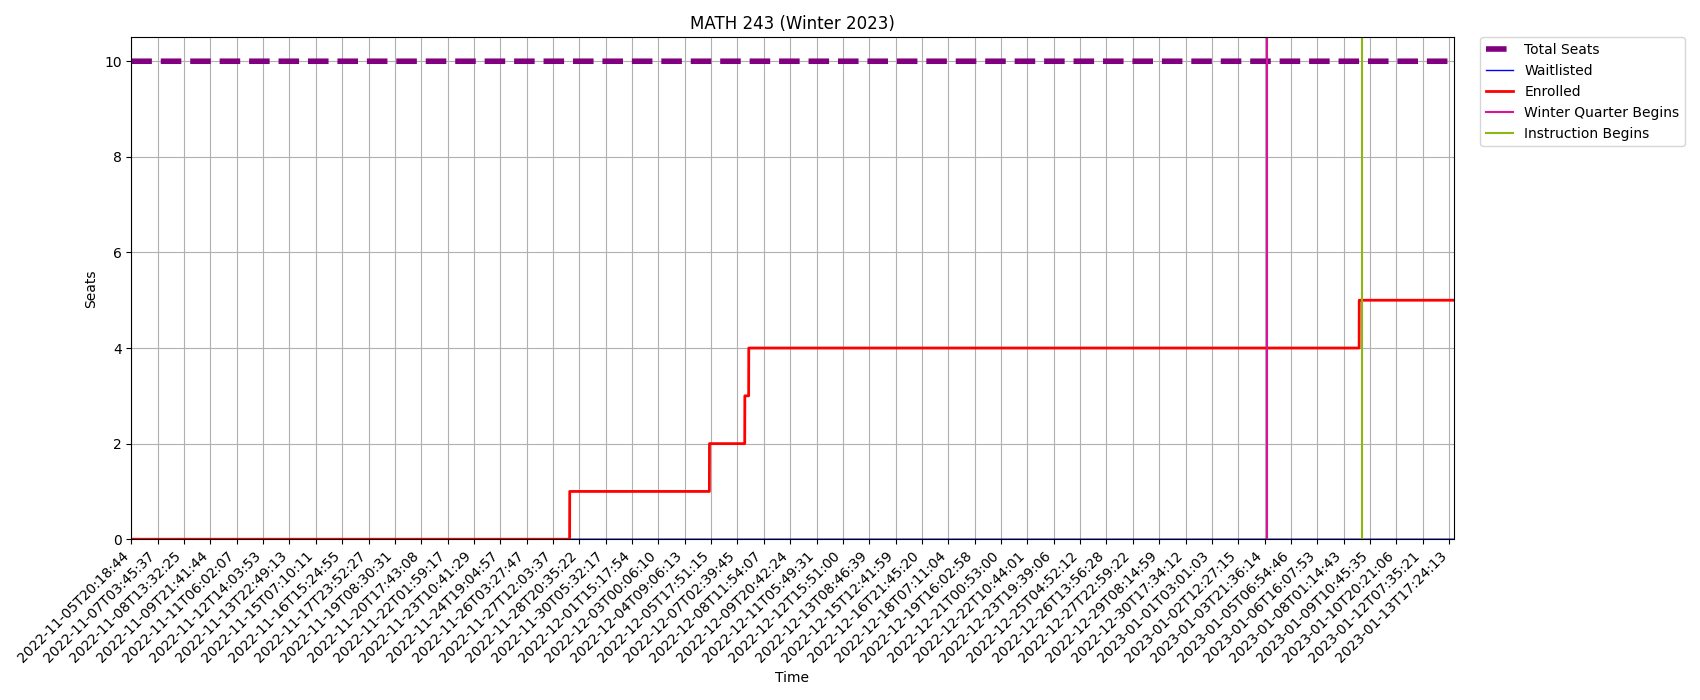 MATH 243 (Winter 2023)
Total Seats
Waitlisted
Enrolled
Winter Quarter Begins
Instruction Begins
10
8
6
4
2
0
Seats
2022-11-05T20:18:44
2022-11-07T03:45:37
2022-11-08T13:32:25
2022-11-09T21:41:44
2022-11-11T06:02:07
2022-11-12T14:03:53
2022-11-13T22:49:13
2022-11-15T07:10:11
2022-11-16T15:24:55
2022-11-17T23:52:27
2022-11-19T08:30:31
2022-11-20T17:43:08
2022-11-22T01:59:17
2022-11-23T10:41:29
2022-11-24T19:04:57
2022-11-26T03:27:47
2022-11-27T12:03:37
2022-11-28T20:35:22
2022-11-30T05:32:17
2022-12-01T15:17:54
2022-12-03T00:06:10
2022-12-04T09:06:13
2022-12-05T17:51:15
2022-12-07T02:39:45
2022-12-08T11:54:07
2022-12-09T20:42:24
2022-12-11T05:49:31
2022-12-12T15:51:00
2022-12-13T08:46:39
2022-12-15T12:41:59
2022-12-16T21:45:20
2022-12-18T07:11:04
2022-12-19T16:02:58
2022-12-21T00:53:00
2022-12-22T10:44:01
2022-12-23T19:39:06
2022-12-25T04:52:12
2022-12-26T13:56:28
2022-12-27T22:59:22
2022-12-29T08:14:59
2022-12-30T17:34:12
2023-01-01T03:01:03
2023-01-02T12:27:15
2023-01-03T21:36:14
2023-01-05T06:54:46
2023-01-06T16:07:53
2023-01-08T01:14:43
2023-01-09T10:45:35
2023-01-10T20:21:06
2023-01-12T07:35:21
2023-01-13T17:24:13
Time